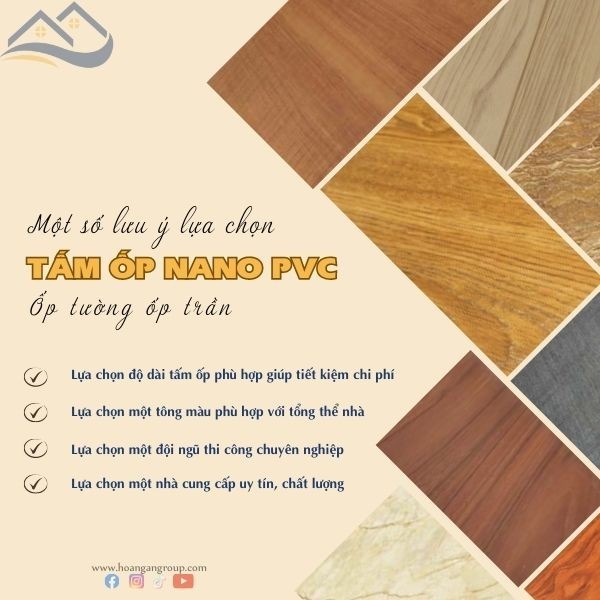 Một số lưu ý lựa chọn
TẤM ỐP NANO PVC
Ốp tường ốp trần
Lựa chọn độ dài tấm ốp phù hợp giúp tiết kiệm chi phí
Lựa chọn một tông màu phù hợp với tổng thể nhà
Lựa chọn một đội ngũ thi công chuyên nghiệp
Lựa chọn một nhà cung cấp uy tín, chất lượng
www.hoangangroup.com